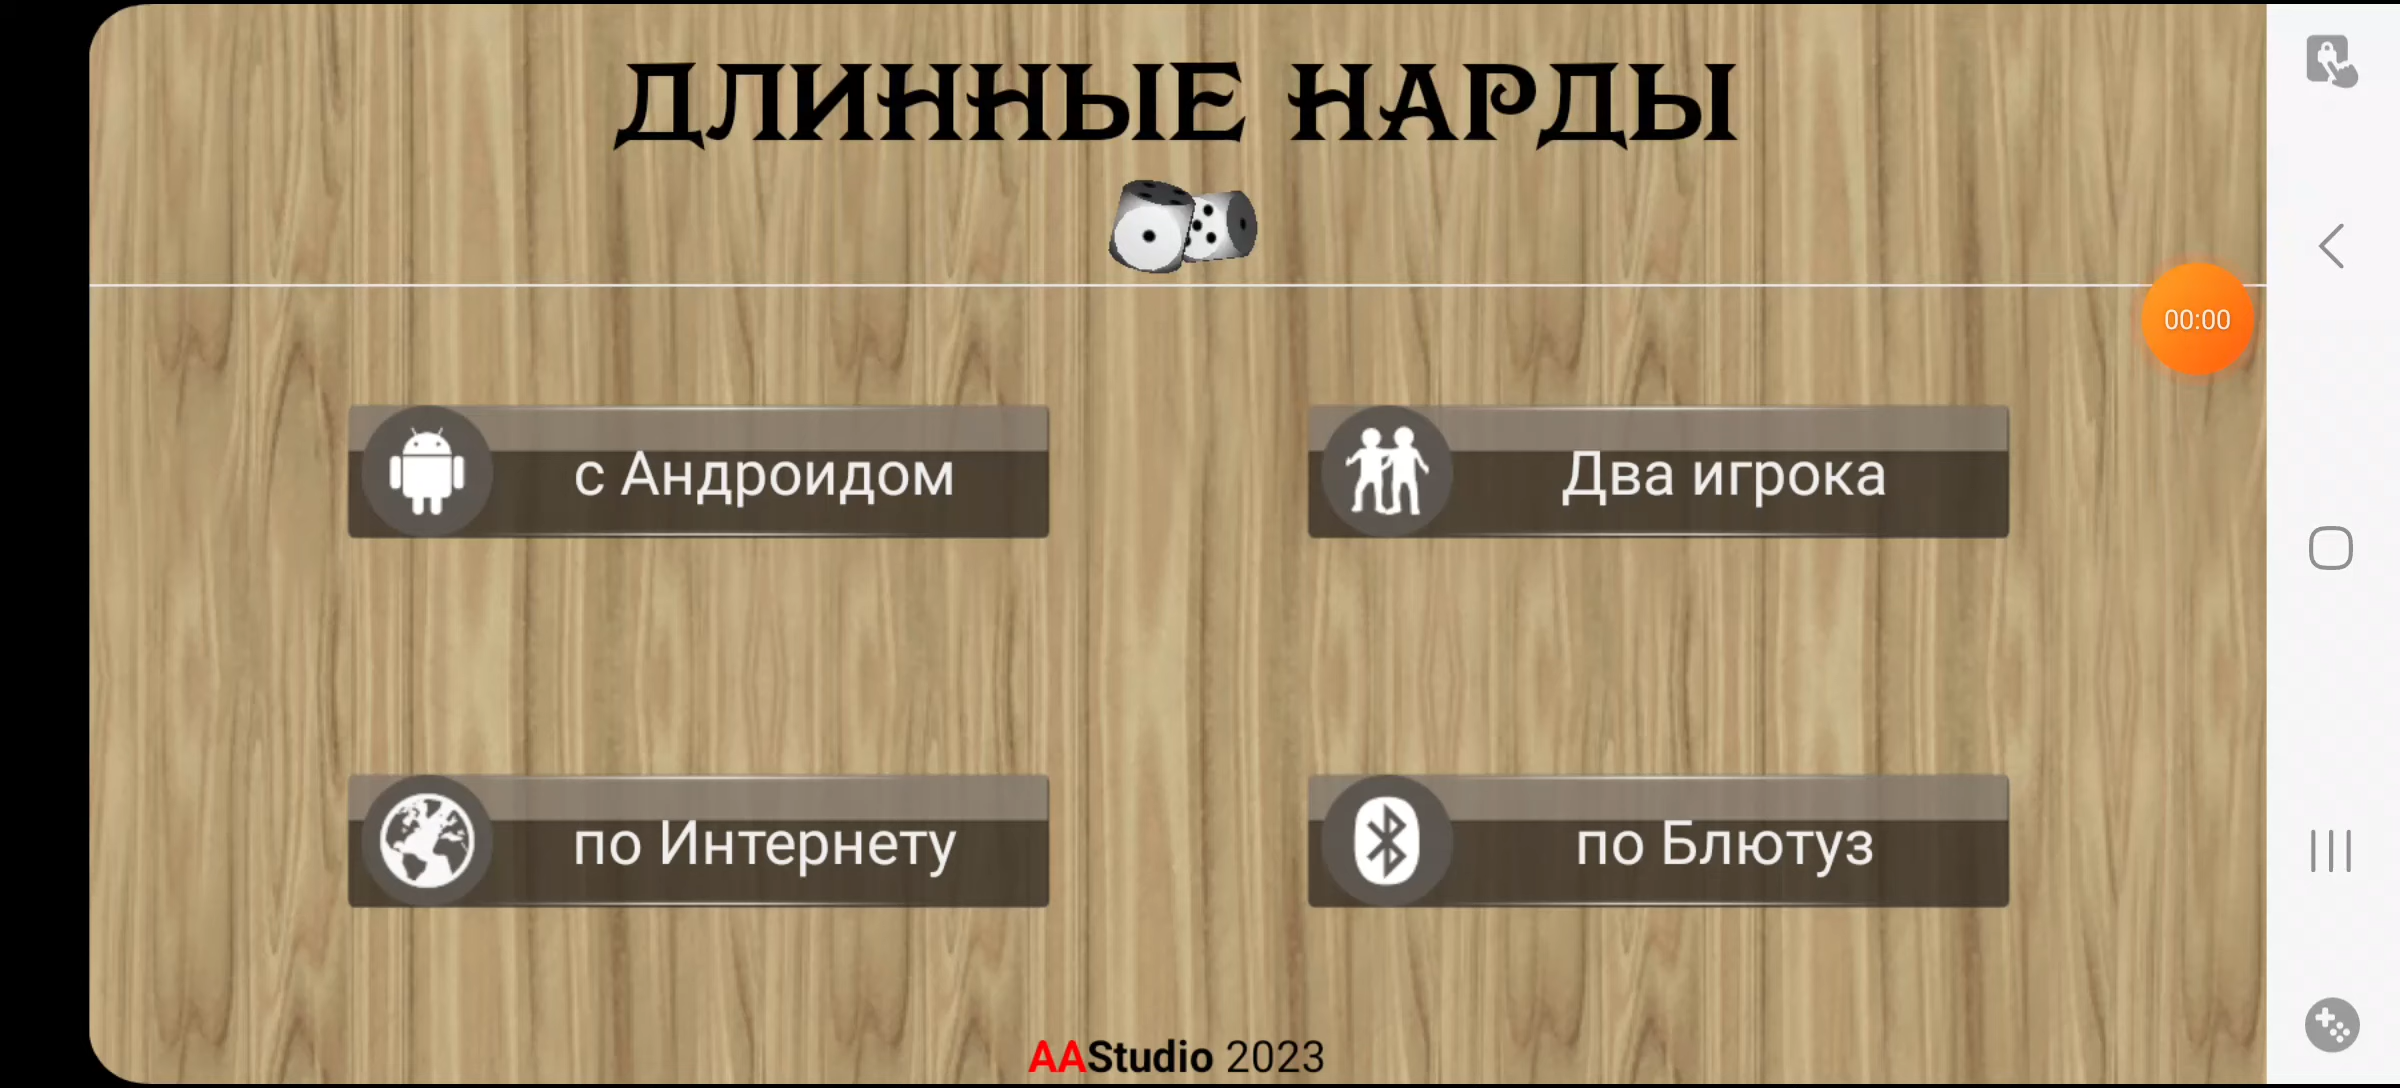 ДЛИННЫЕ НАРДЫ
00:00
с Андроидом
Два игрока
по Интернету
по Блютуз
AAStudio 2023